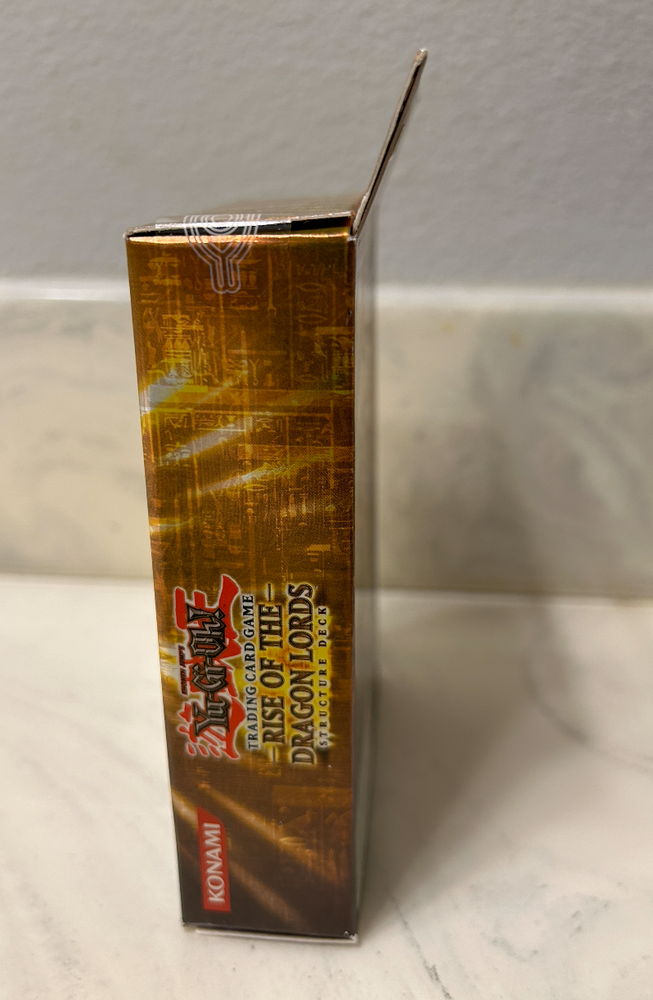 Yu-Gi-Oh!
TRADING CARD GAME
RISE OF THE
DRAGON LORDS
STRUCTURE DECK
KONAMI